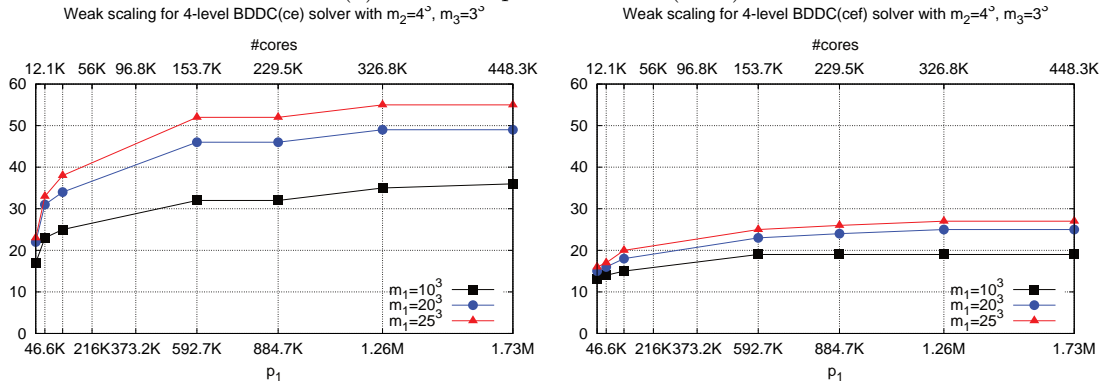 Weak scaling for 4-level BDDC(ce) solver with m₂=4³, m₃=3³
#cores
12.1K 56K 96.8K 153.7K 229.5K 326.8K 448.3K
60
50
40
30
20
10
0
m₁=10³
m₁=20³
m₁=25³
46.6K 216K 373.2K 592.7K 884.7K 1.26M 1.73M
p₁
Weak scaling for 4-level BDDC(cef) solver with m₂=4³, m₃=3³
#cores
12.1K 56K 96.8K 153.7K 229.5K 326.8K 448.3K
60
50
40
30
20
10
0
m₁=10³
m₁=20³
m₁=25³
46.6K 216K 373.2K 592.7K 884.7K 1.26M 1.73M
p₁